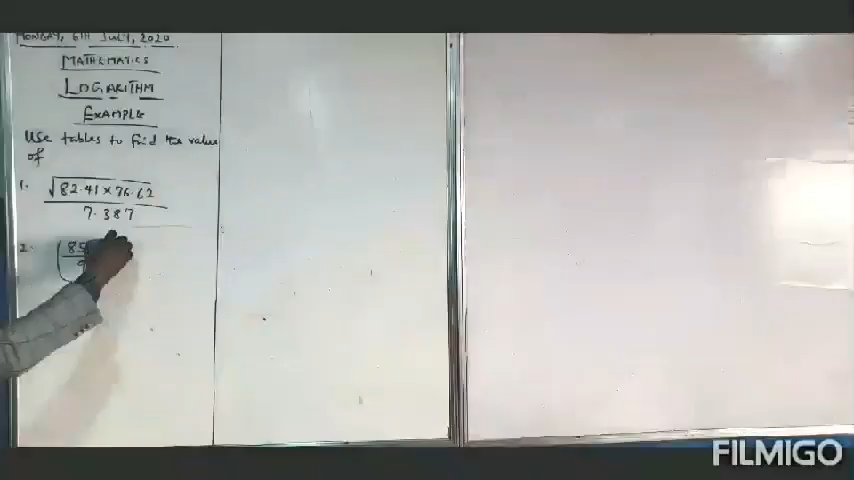 MONDAY, 6TH JULY, 2020
MATHEMATICS
LOGARITHM
EXAMPLE
Use tables to find the value
of
1. √82.41 × 76.62
7.387
2.
FILMIGO